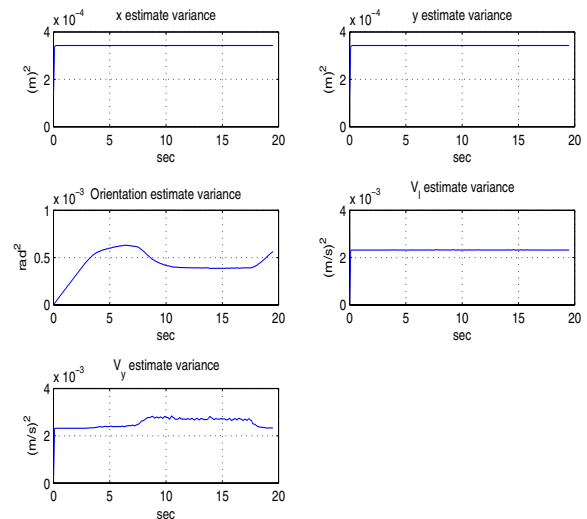 x estimate variance
x 10^-4
4
2
0
(m)^2
0 5 10 15 20
sec
y estimate variance
x 10^-4
4
2
0
(m)^2
0 5 10 15 20
sec
Orientation estimate variance
x 10^-3
1
0.5
0
rad^2
0 5 10 15 20
sec
V_l estimate variance
x 10^-3
4
2
0
(m/s)^2
0 5 10 15 20
sec
V_y estimate variance
x 10^-3
4
2
0
(m/s)^2
0 5 10 15 20
sec